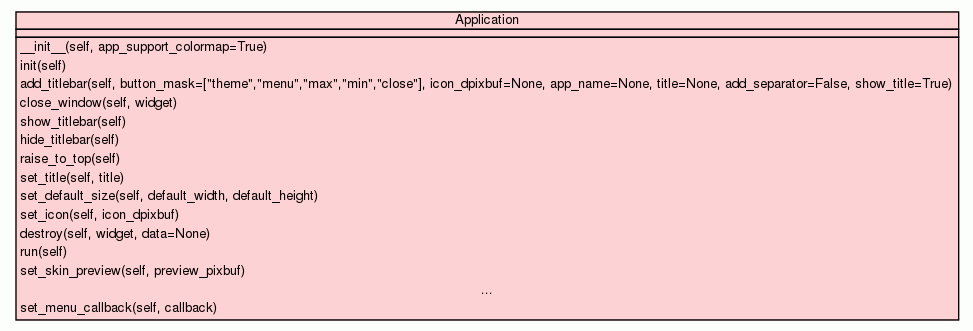 Application
__init__(self, app_support_colormap=True)
init(self)
add_titlebar(self, button_mask=["theme","menu","max","min","close"], icon_dpixbuf=None, app_name=None, title=None, add_separator=False, show_title=True)
close_window(self, widget)
show_titlebar(self)
hide_titlebar(self)
raise_to_top(self)
set_title(self, title)
set_default_size(self, default_width, default_height)
set_icon(self, icon_dpixbuf)
destroy(self, widget, data=None)
run(self)
set_skin_preview(self, preview_pixbuf)
...
set_menu_callback(self, callback)